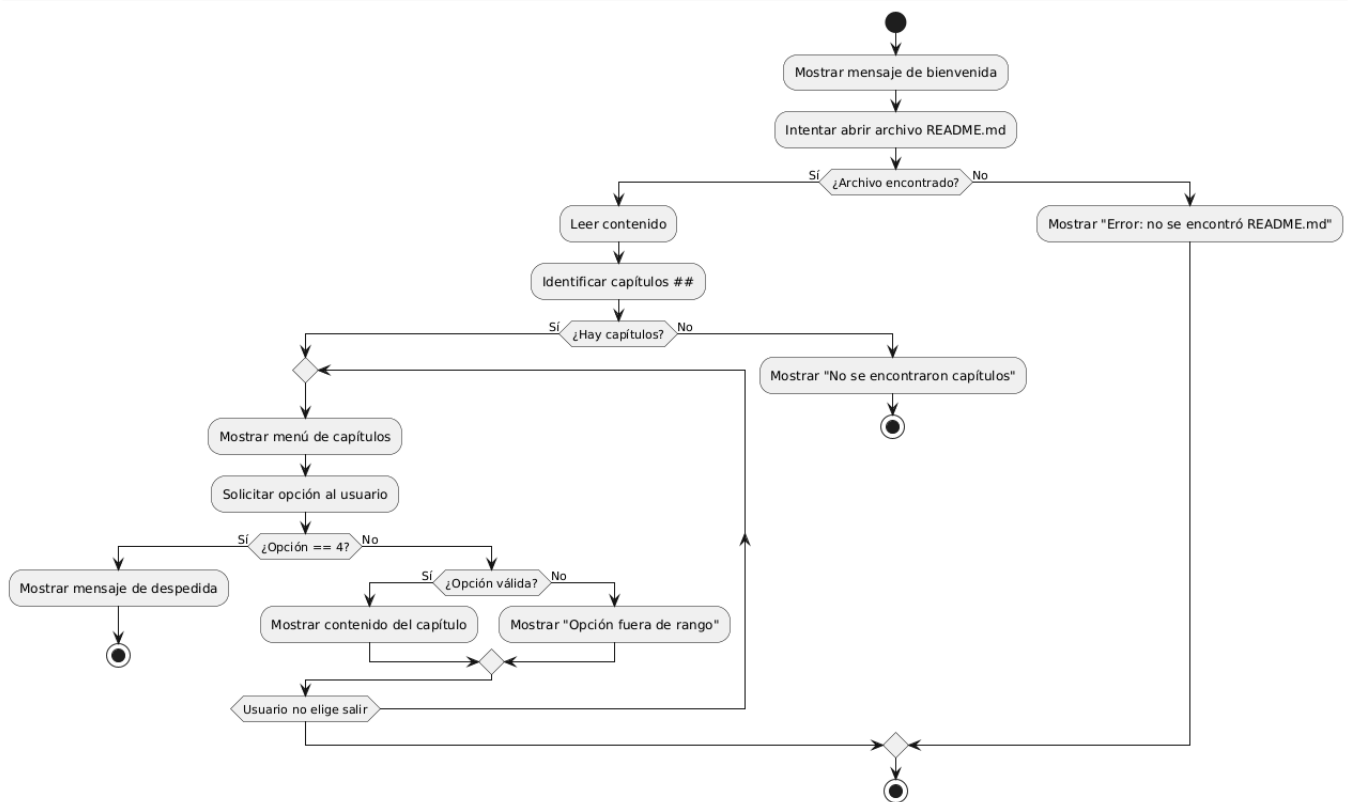 Mostrar mensaje de bienvenida
Intentar abrir archivo README.md
Sí
¿Archivo encontrado?
No
Leer contenido
Mostrar "Error: no se encontró README.md"
Identificar capítulos ##
Sí
¿Hay capítulos?
No
Mostrar "No se encontraron capítulos"
Mostrar menú de capítulos
Solicitar opción al usuario
Sí
¿Opción == 4?
No
Mostrar mensaje de despedida
Sí
¿Opción válida?
No
Mostrar contenido del capítulo
Mostrar "Opción fuera de rango"
Usuario no elige salir